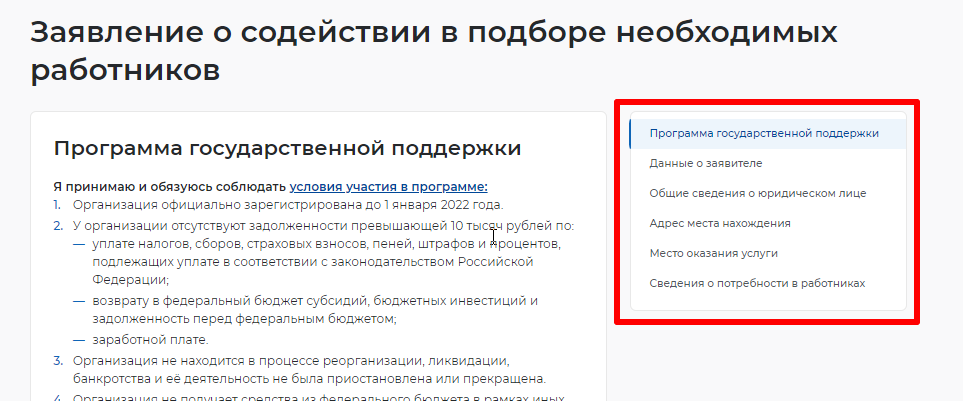 Заявление о содействии в подборе необходимых
работников
Программа государственной поддержки
Я принимаю и обязуюсь соблюдать условия участия в программе:
1. Организация официально зарегистрирована до 1 января 2022 года.
2. У организации отсутствуют задолженности превышающей 10 тысяч рублей по:
— уплате налогов, сборов, страховых взносов, пеней, штрафов и процентов,
подлежащих уплате в соответствии с законодательством Российской
Федерации;
— возврату в федеральный бюджет субсидий, бюджетных инвестиций и
задолженность перед федеральным бюджетом;
— заработной плате.
3. Организация не находится в процессе реорганизации, ликвидации,
банкротства и её деятельность не была приостановлена или прекращена.
4. Организация не получает средства из федерального бюджета в рамках иных
Программа государственной поддержки
Данные о заявителе
Общие сведения о юридическом лице
Адрес места нахождения
Место оказания услуги
Сведения о потребности в работниках